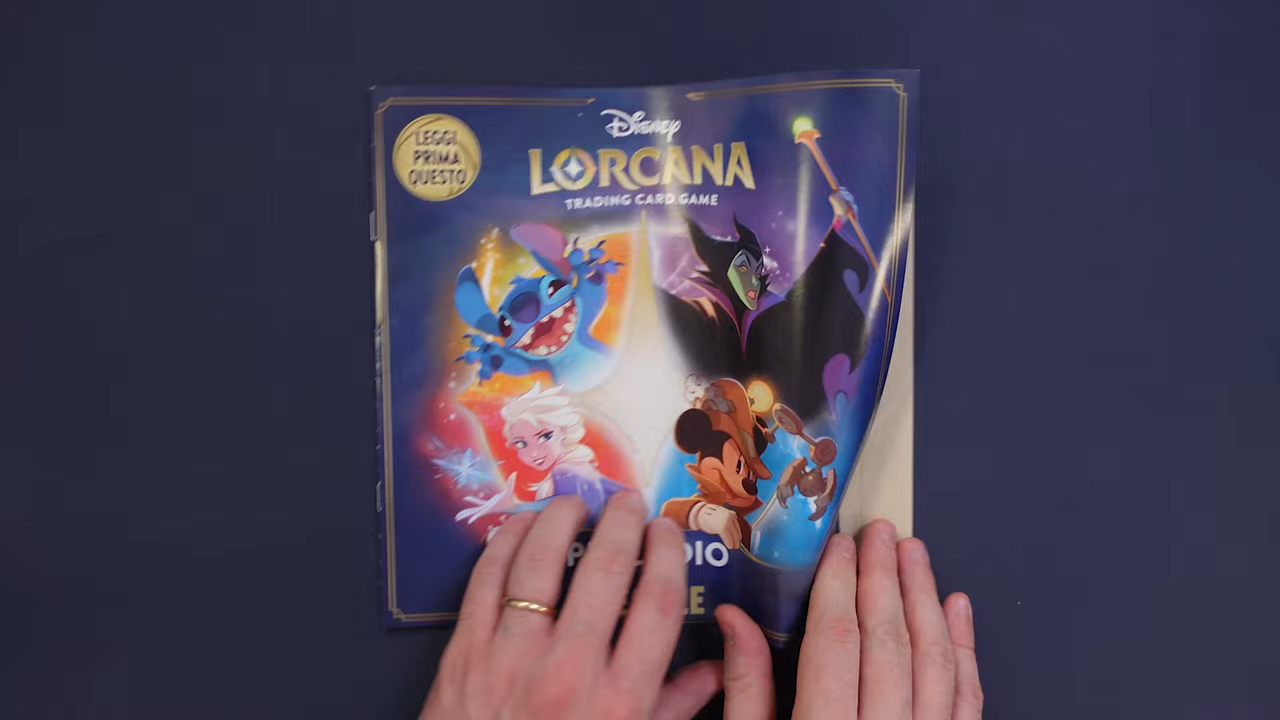 LEGGI
PRIMA
QUESTO
Disney
LORCANA
TRADING CARD GAME